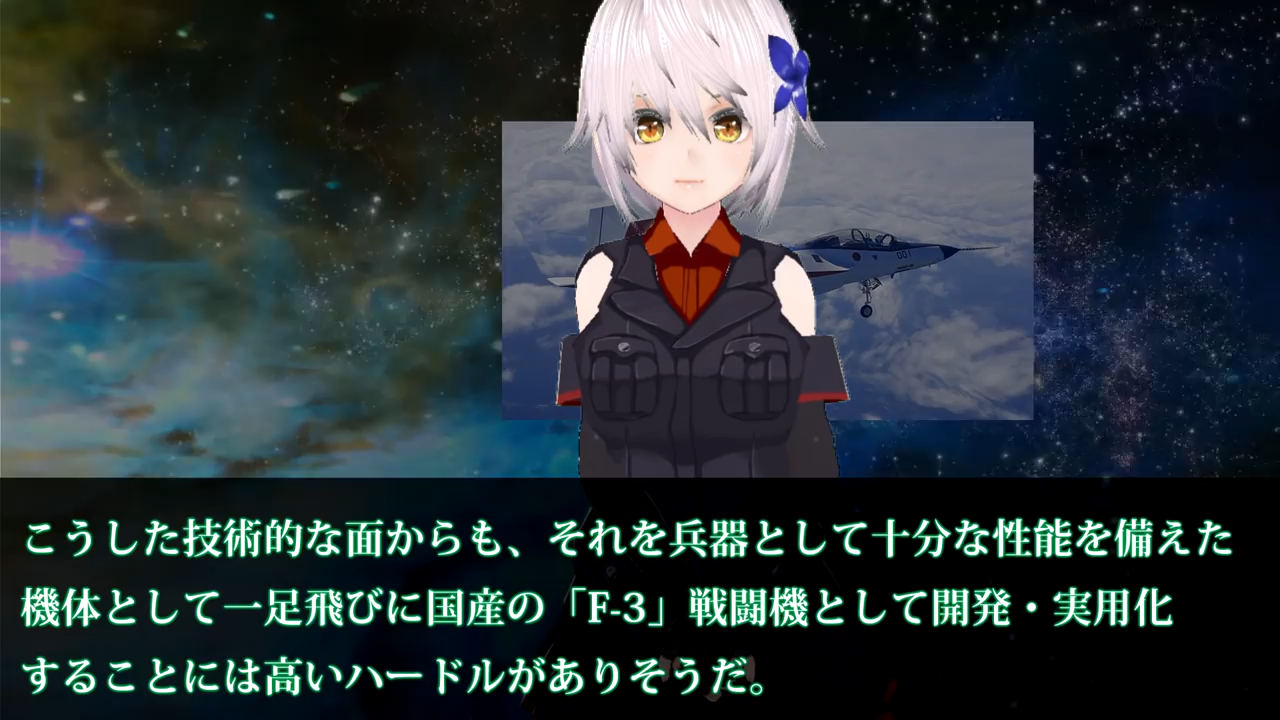 001
こうした技術的な面からも、それを兵器として十分な性能を備えた
機体として一足飛びに国産の「F-3」戦闘機として開発・実用化
することには高いハードルがありそうだ。